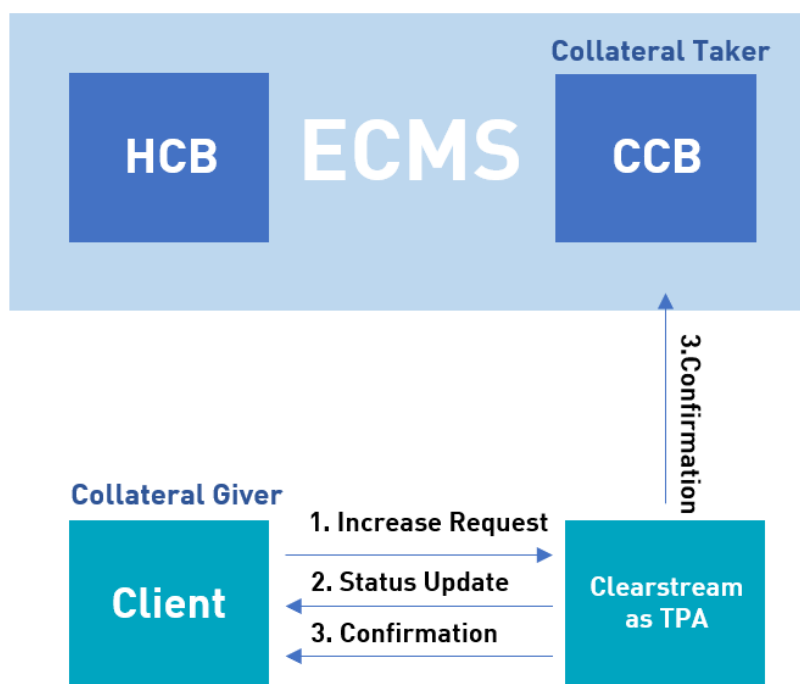 Collateral Taker
HCB
ECMS
CCB
3.Confirmation
Collateral Giver
Client
1. Increase Request
2. Status Update
3. Confirmation
Clearstream
as TPA